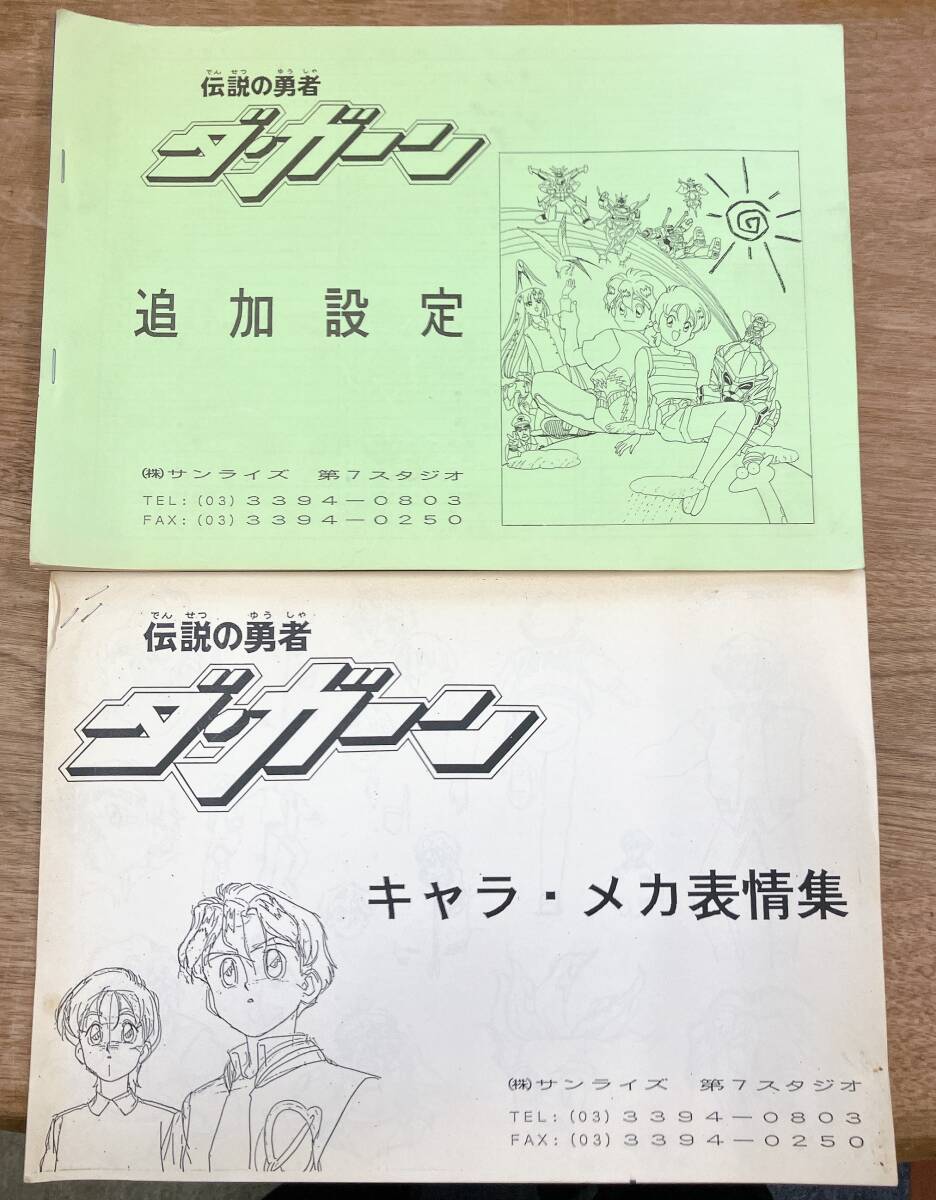 でんせつ ゆうしゃ
伝説の勇者
ダ・ガーン
追加設定
㈱サンライズ 第7スタジオ
TEL:(03)3394-0803
FAX:(03)3394-0250
でんせつ ゆうしゃ
伝説の勇者
ダ・ガーン
キャラ・メカ表情集
㈱サンライズ 第7スタジオ
TEL:(03)3394-0803
FAX:(03)3394-0250